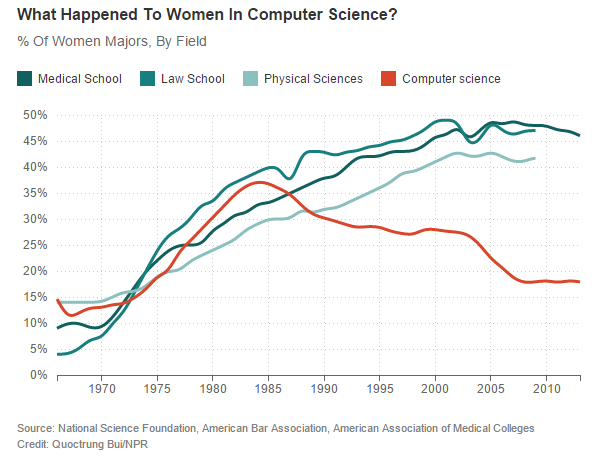 What Happened To Women In Computer Science?
% Of Women Majors, By Field
Medical School Law School Physical Sciences Computer science
50%
45%
40%
35%
30%
25%
20%
15%
10%
5%
0%
1970 1975 1980 1985 1990 1995 2000 2005 2010
Source: National Science Foundation, American Bar Association, American Association of Medical Colleges
Credit: Quoctrung Bui/NPR